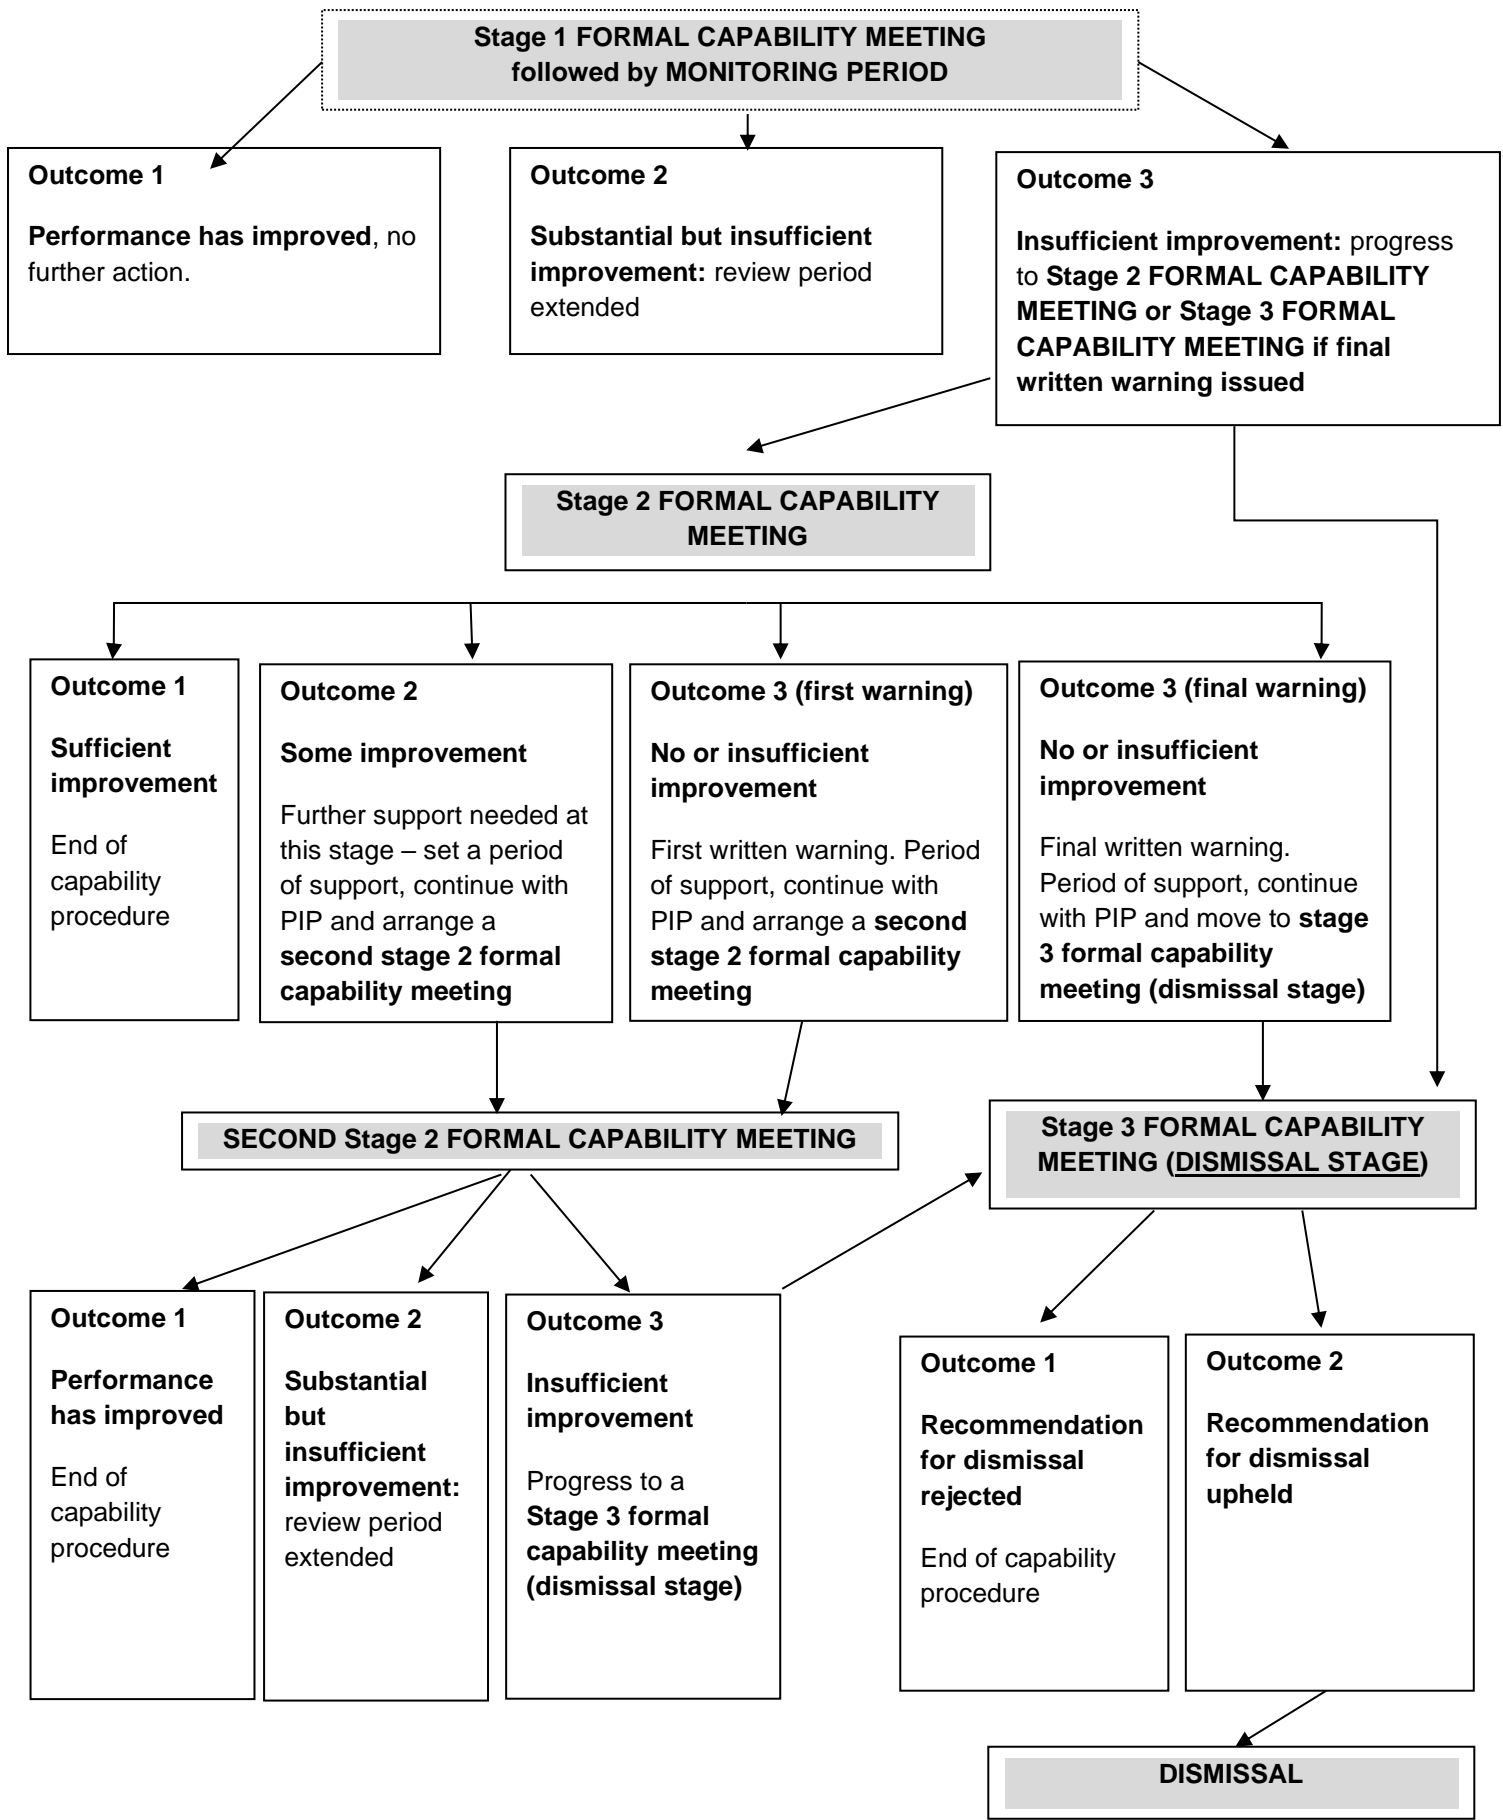 Stage 1 FORMAL CAPABILITY MEETING
followed by MONITORING PERIOD
Outcome 1
Performance has improved, no
further action.
Outcome 2
Substantial but insufficient
improvement: review period
extended
Outcome 3
Insufficient improvement: progress
to Stage 2 FORMAL CAPABILITY
MEETING or Stage 3 FORMAL
CAPABILITY MEETING if final
written warning issued
Stage 2 FORMAL CAPABILITY
MEETING
Outcome 1
Sufficient
improvement
End of
capability
procedure
Outcome 2
Some improvement
Further support needed at
this stage – set a period
of support, continue with
PIP and arrange a
second stage 2 formal
capability meeting
Outcome 3 (first warning)
No or insufficient
improvement
First written warning. Period
of support, continue with
PIP and arrange a second
stage 2 formal capability
meeting
Outcome 3 (final warning)
No or insufficient
improvement
Final written warning.
Period of support, continue
with PIP and move to stage
3 formal capability
meeting (dismissal stage)
SECOND Stage 2 FORMAL CAPABILITY MEETING
Stage 3 FORMAL CAPABILITY
MEETING (DISMISSAL STAGE)
Outcome 1
Performance
has improved
End of
capability
procedure
Outcome 2
Substantial
but
insufficient
improvement:
review period
extended
Outcome 3
Insufficient
improvement
Progress to a
Stage 3 formal
capability meeting
(dismissal stage)
Outcome 1
Recommendation
for dismissal
rejected
End of capability
procedure
Outcome 2
Recommendation
for dismissal
upheld
DISMISSAL